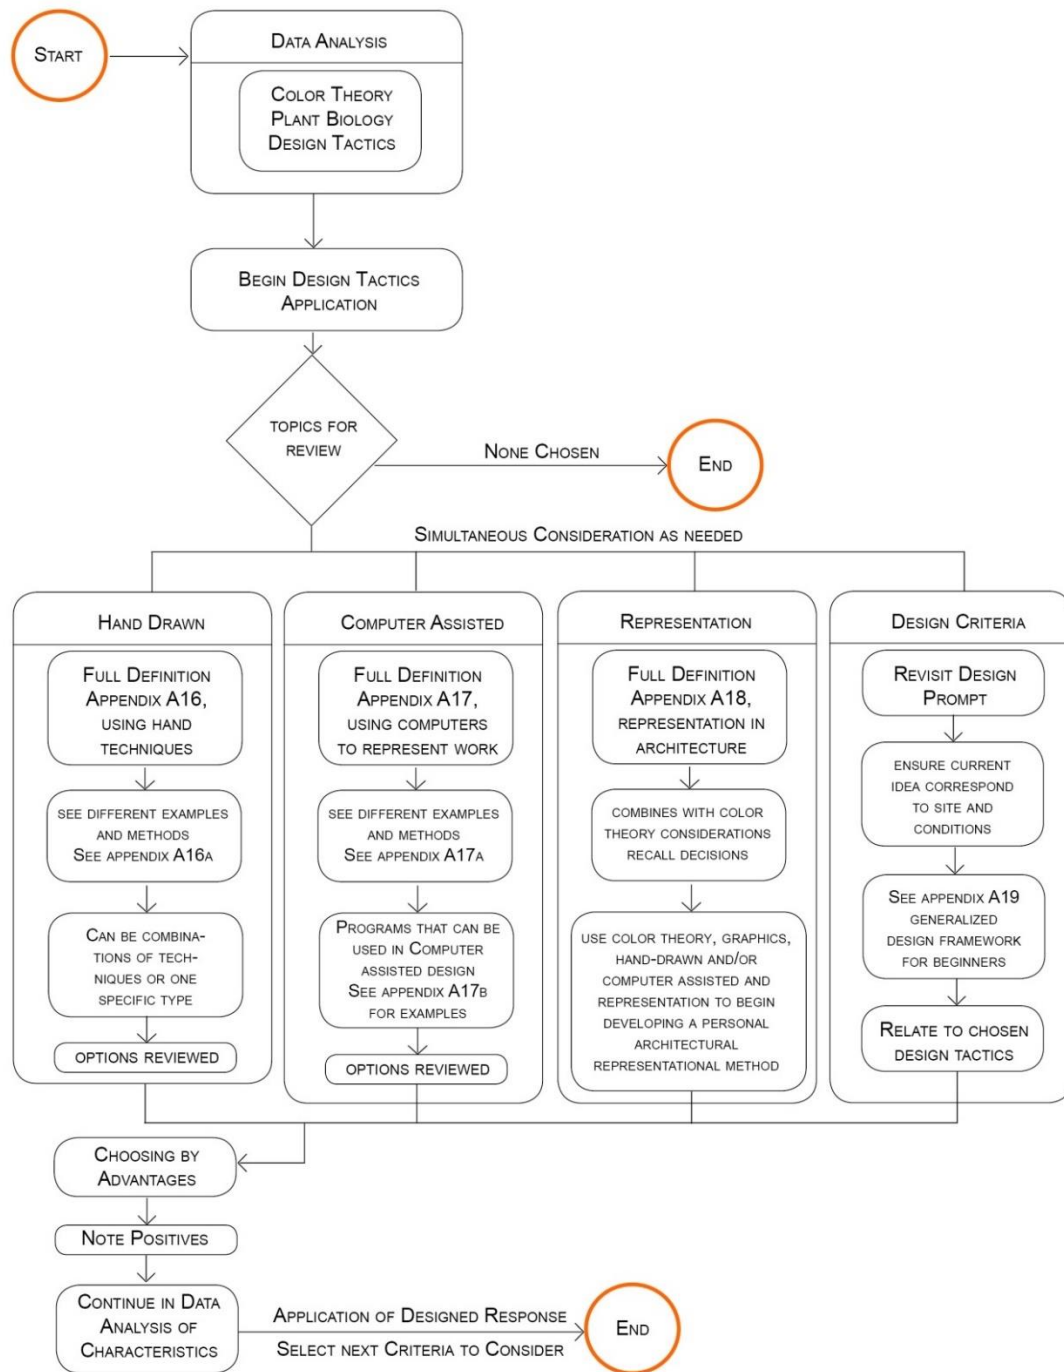 Start
Data Analysis
Color Theory
Plant Biology
Design Tactics
Begin Design Tactics
Application
topics for
review
None Chosen
End
Simultaneous Consideration as needed
Hand Drawn
Full Definition
Appendix A16,
using hand
techniques
see different examples
and methods
See appendix A16a
Can be combina-
tions of tech-
niques or one
specific type
options reviewed
Computer Assisted
Full Definition
Appendix A17,
using computers
to represent work
see different examples
and methods
See appendix A17a
Programs that can be
used in Computer
assisted design
See appendix A17b
for examples
options reviewed
Representation
Full Definition
Appendix A18,
representation in
architecture
combines with color
theory considerations
recall decisions
use color theory, graphics,
hand-drawn and/or
computer assisted and
representation to begin
developing a personal
architectural
representational method
Design Criteria
Revisit Design
Prompt
ensure current
idea correspond
to site and
conditions
See appendix A19
generalized
design framework
for beginners
Relate to chosen
design tactics
Choosing by
Advantages
Note Positives
Continue in Data
Analysis of
Characteristics
Application of Designed Response
Select next Criteria to Consider
End